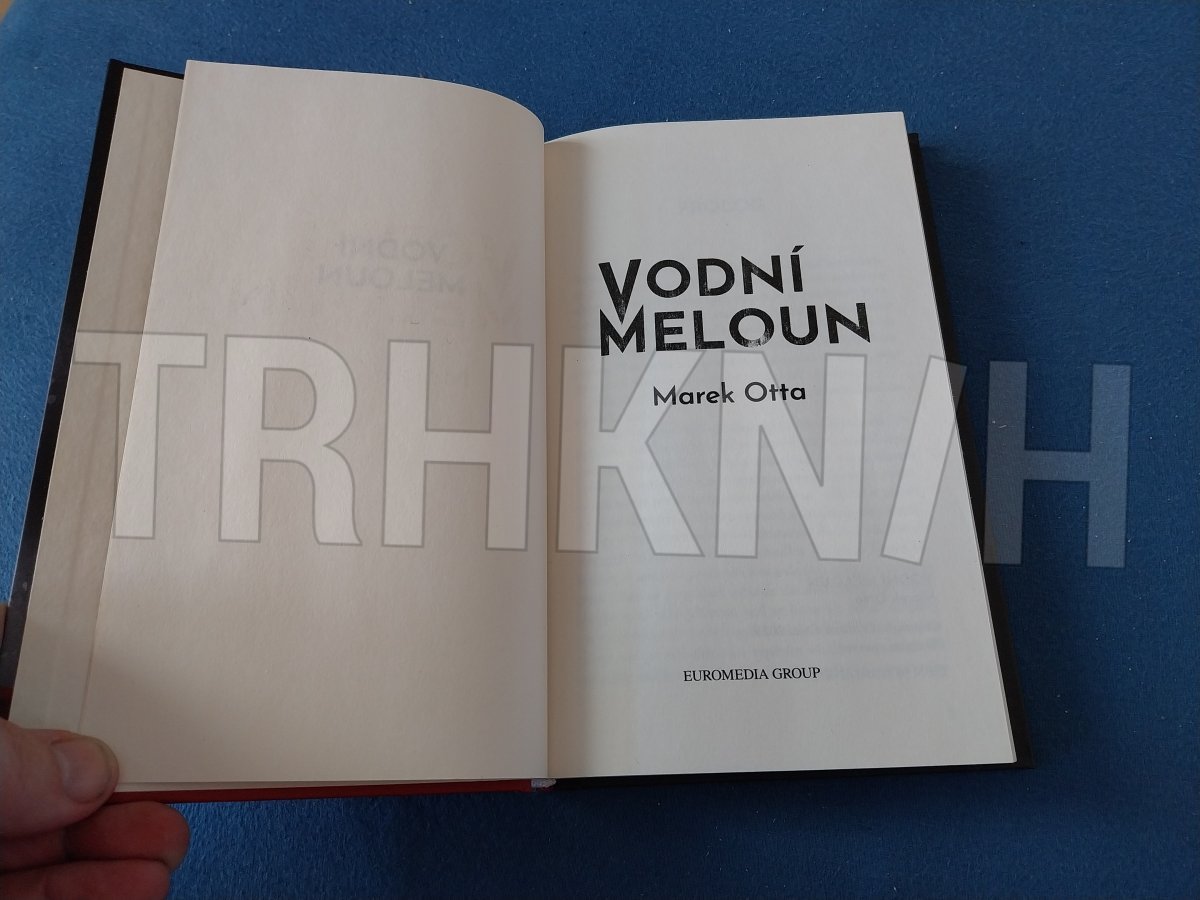 VODNÍ
MELOUN
Marek Otta
TRHKNIH
EUROMEDIA GROUP